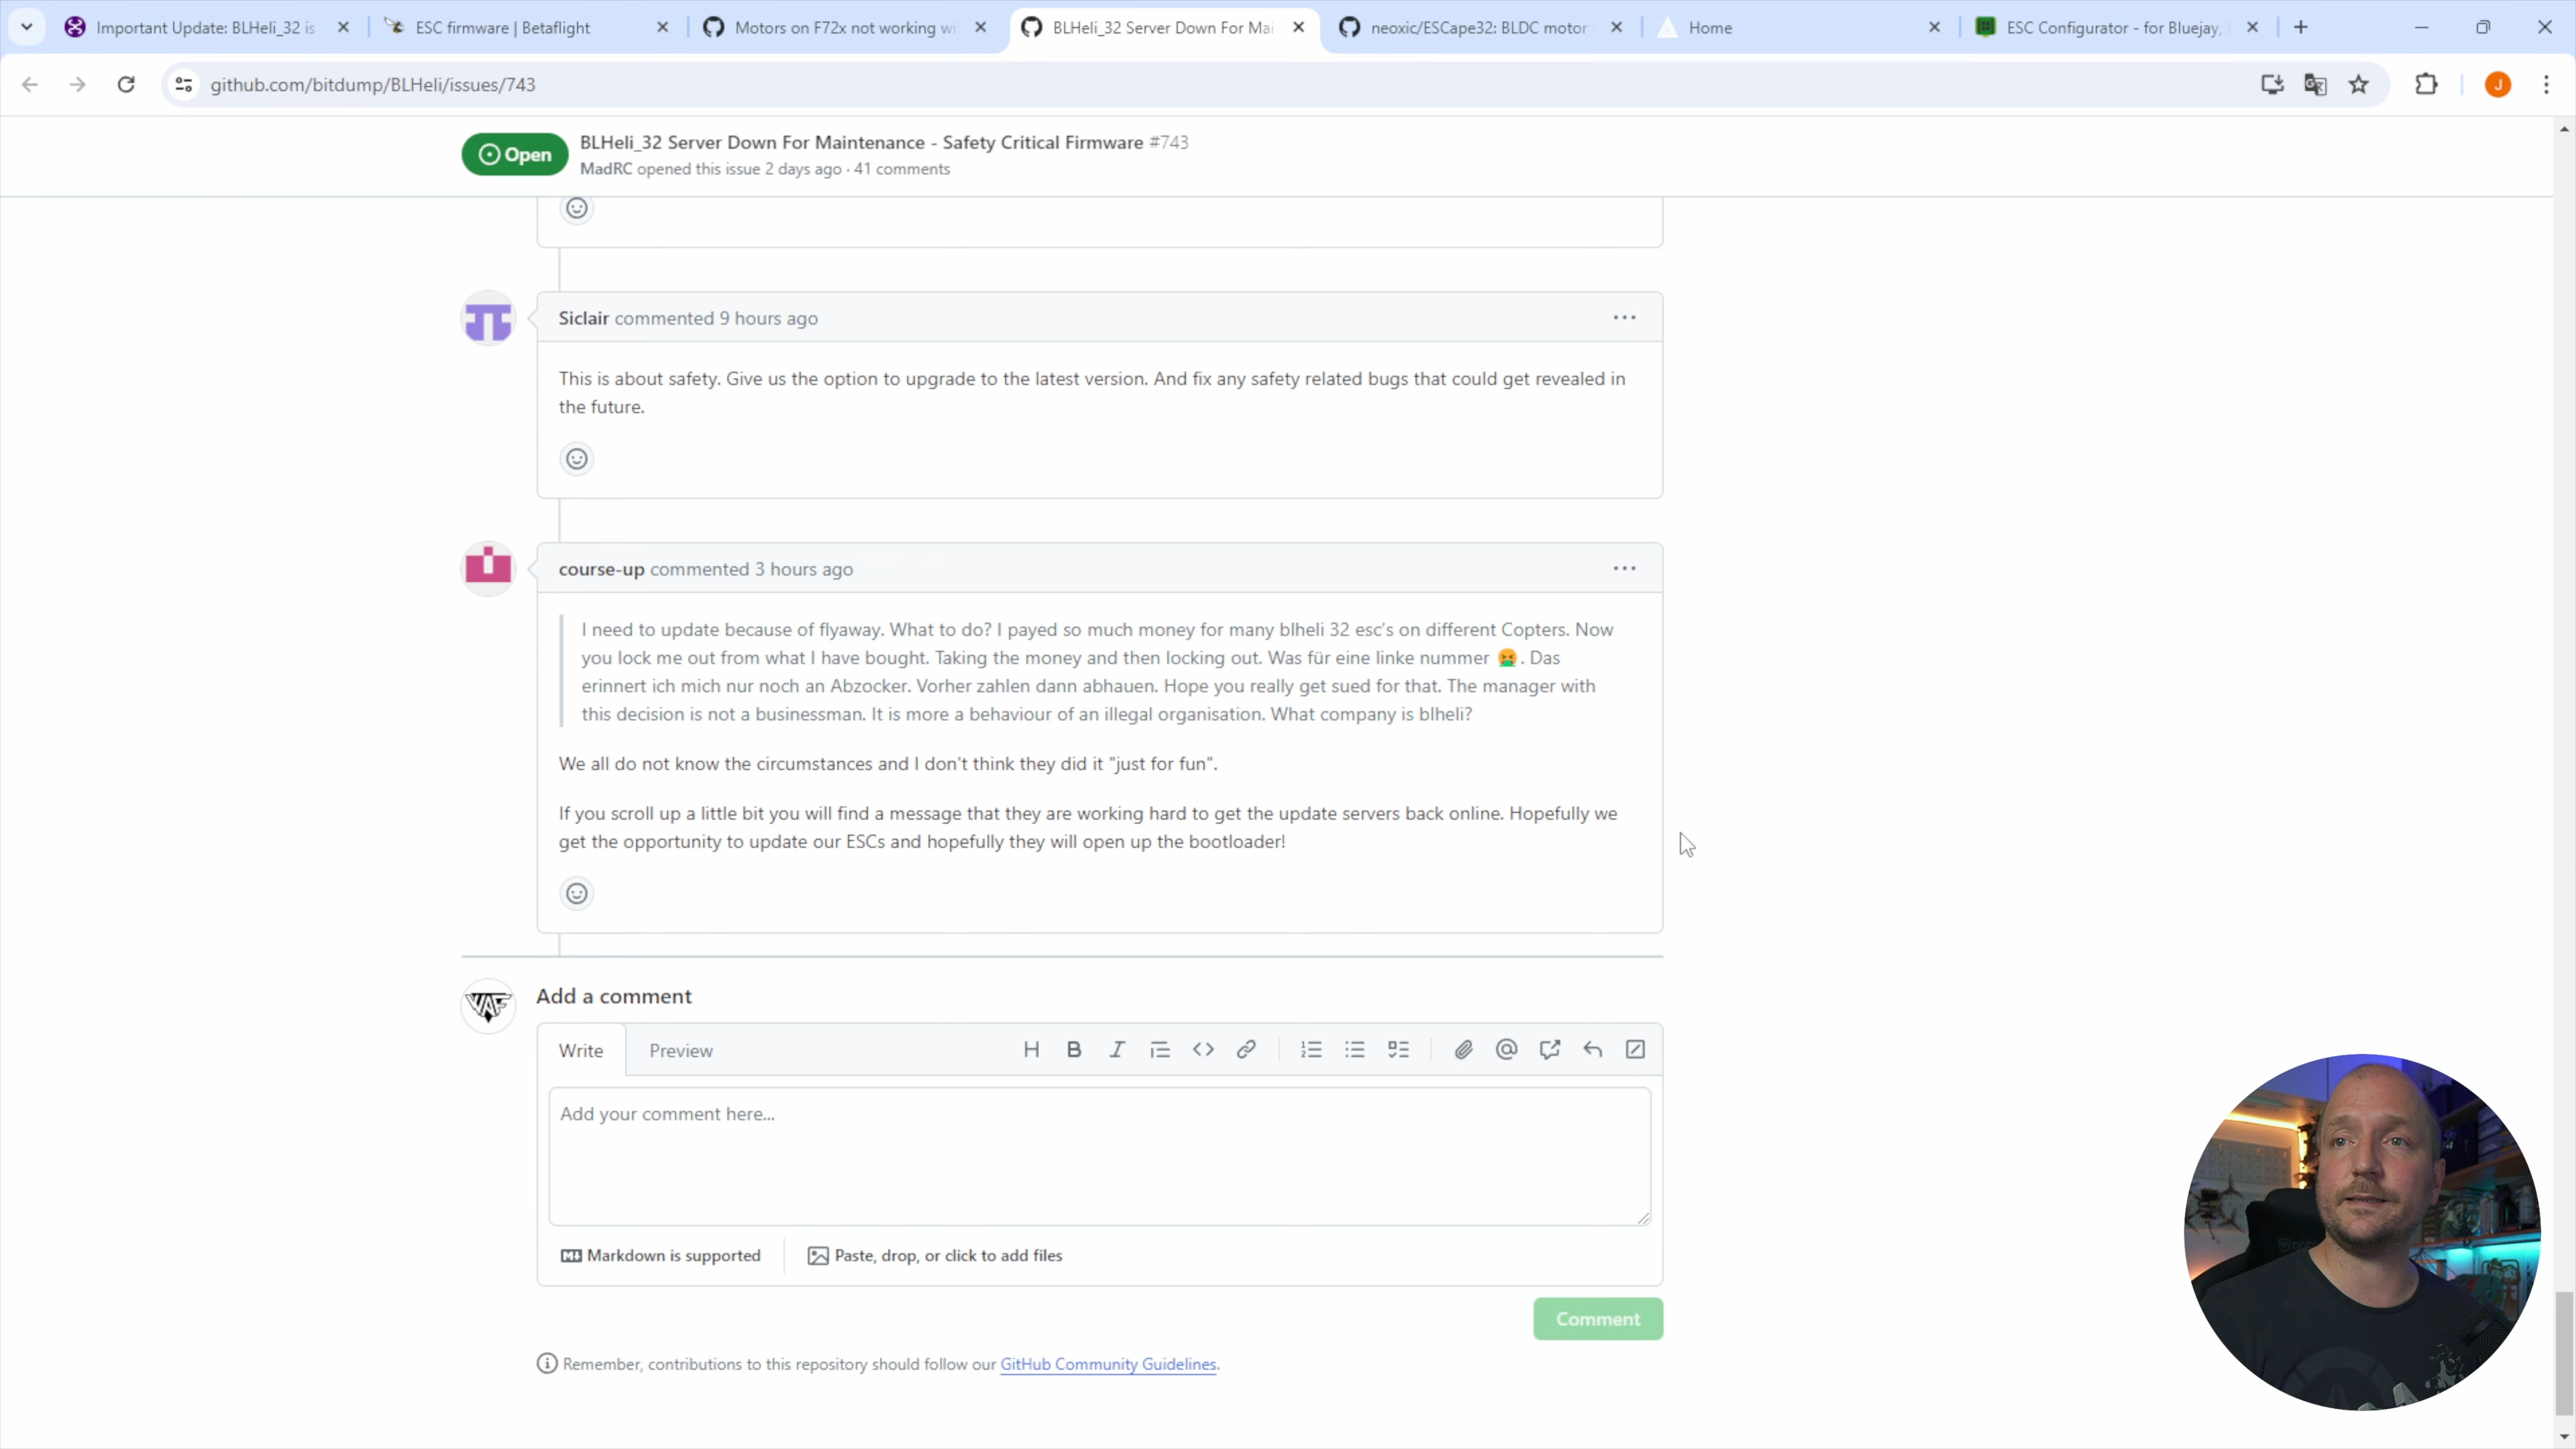 Important Update: BLHeli_32 is
ESC firmware | Betaflight
Motors on F72x not working wi
BLHeli_32 Server Down For Mai
neoxic/ESCape32: BLDC motor
Home
ESC Configurator - for Bluejay,
github.com/bitdump/BLHeli/issues/743
J
Open
BLHeli_32 Server Down For Maintenance - Safety Critical Firmware #743
MadRC opened this issue 2 days ago · 41 comments
Siclair commented 9 hours ago
This is about safety. Give us the option to upgrade to the latest version. And fix any safety related bugs that could get revealed in
the future.
course-up commented 3 hours ago
I need to update because of flyaway. What to do? I payed so much money for many blheli 32 esc's on different Copters. Now
you lock me out from what I have bought. Taking the money and then locking out. Was für eine linke nummer 🤮. Das
erinnert ich mich nur noch an Abzocker. Vorher zahlen dann abhauen. Hope you really get sued for that. The manager with
this decision is not a businessman. It is more a behaviour of an illegal organisation. What company is blheli?
We all do not know the circumstances and I don't think they did it "just for fun".
If you scroll up a little bit you will find a message that they are working hard to get the update servers back online. Hopefully we
get the opportunity to update our ESCs and hopefully they will open up the bootloader!
Add a comment
Write
Preview
Add your comment here...
Markdown is supported
Paste, drop, or click to add files
Comment
Remember, contributions to this repository should follow our GitHub Community Guidelines.